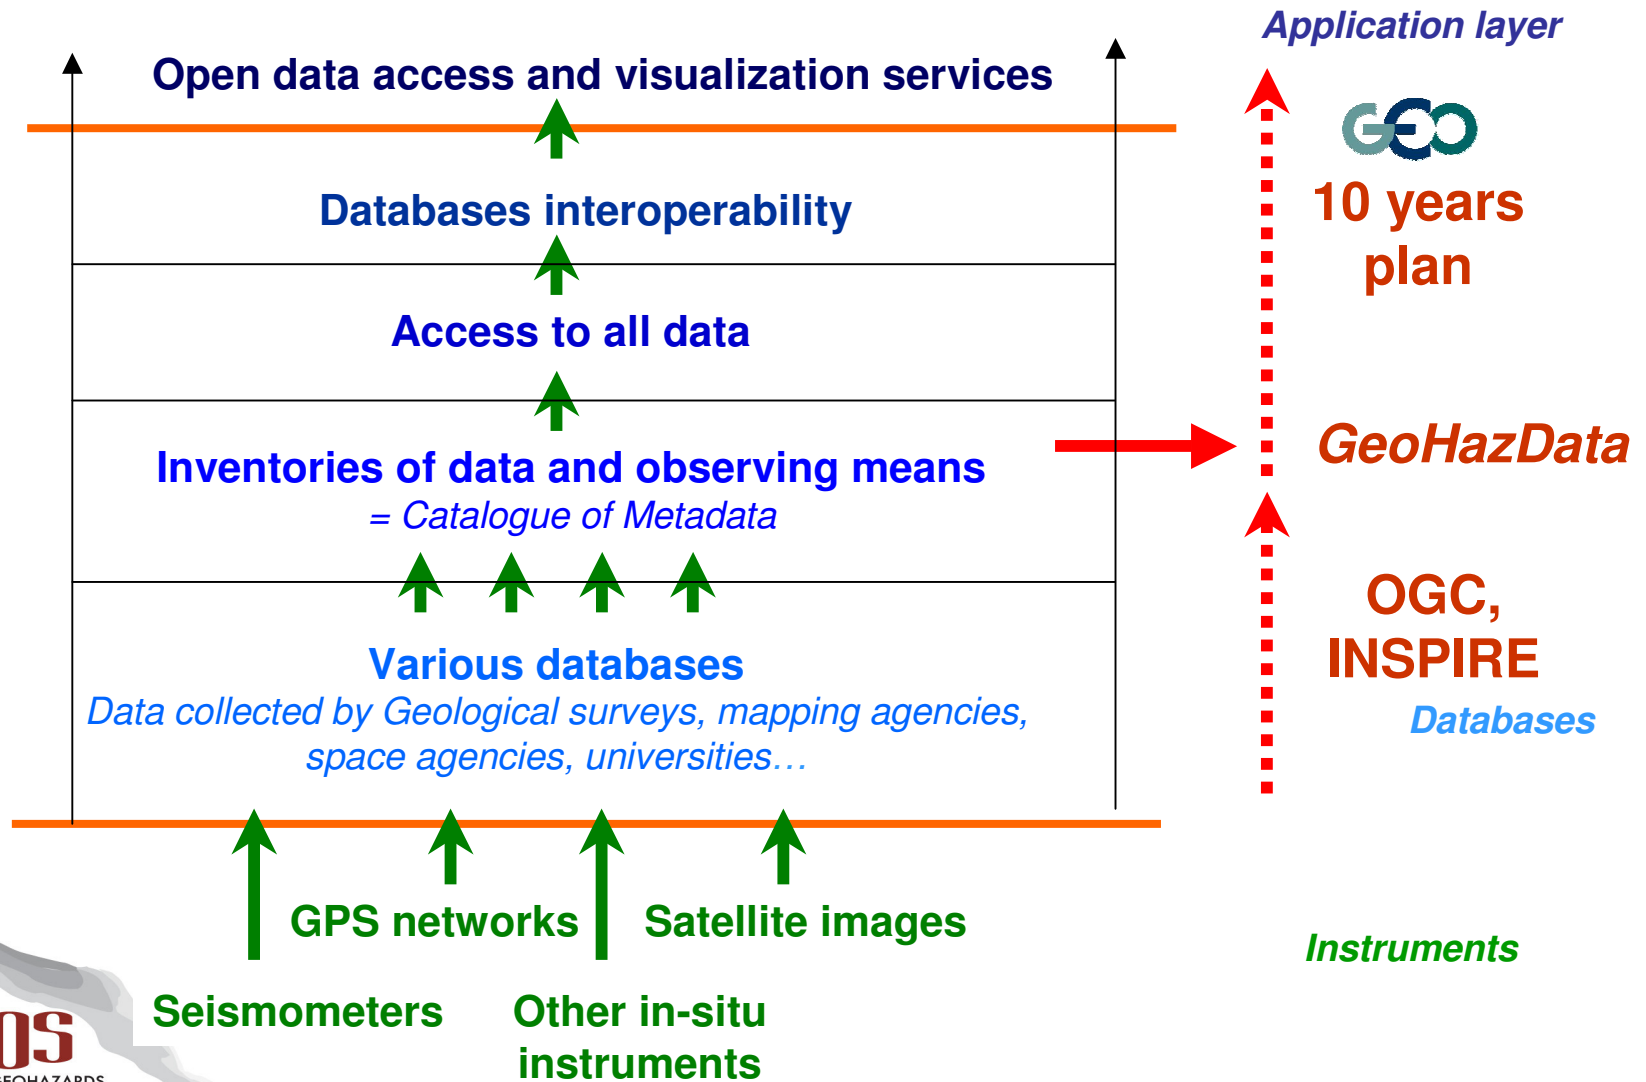 Application layer
Open data access and visualization services
GEO
10 years
plan
Databases interoperability
Access to all data
GeoHazData
Inventories of data and observing means
= Catalogue of Metadata
OGC,
INSPIRE
Various databases
Databases
Data collected by Geological surveys, mapping agencies,
space agencies, universities…
GPS networks
Satellite images
Instruments
Seismometers
Other in-situ
instruments
OS
GEOHAZARDS